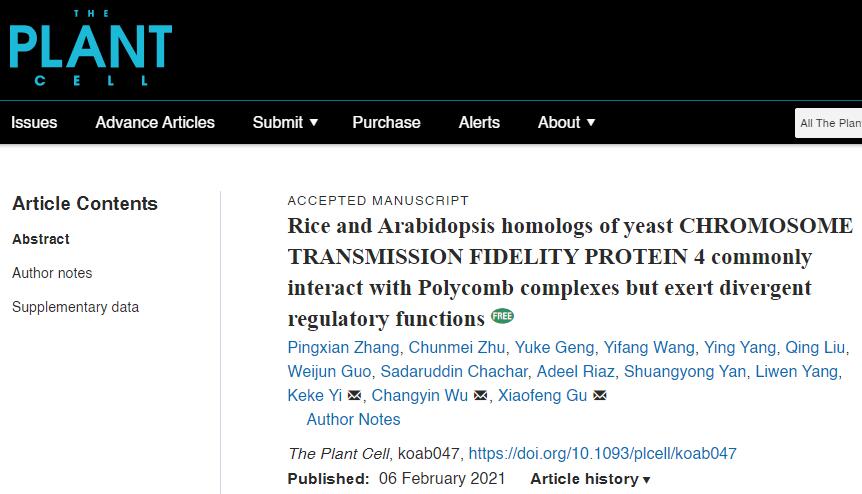 THE
PLANT
CELL
Issues Advance Articles Submit ▼ Purchase Alerts About ▼ All The Plan
Article Contents
Abstract
Author notes
Supplementary data
ACCEPTED MANUSCRIPT
Rice and Arabidopsis homologs of yeast CHROMOSOME
TRANSMISSION FIDELITY PROTEIN 4 commonly
interact with Polycomb complexes but exert divergent
regulatory functions FREE
Pingxian Zhang, Chunmei Zhu, Yuke Geng, Yifang Wang, Ying Yang, Qing Liu,
Weijun Guo, Sadaruddin Chachar, Adeel Riaz, Shuangyong Yan, Liwen Yang,
Keke Yi ✉, Changyin Wu ✉, Xiaofeng Gu ✉
Author Notes
The Plant Cell, koab047, https://doi.org/10.1093/plcell/koab047
Published: 06 February 2021 Article history ▼